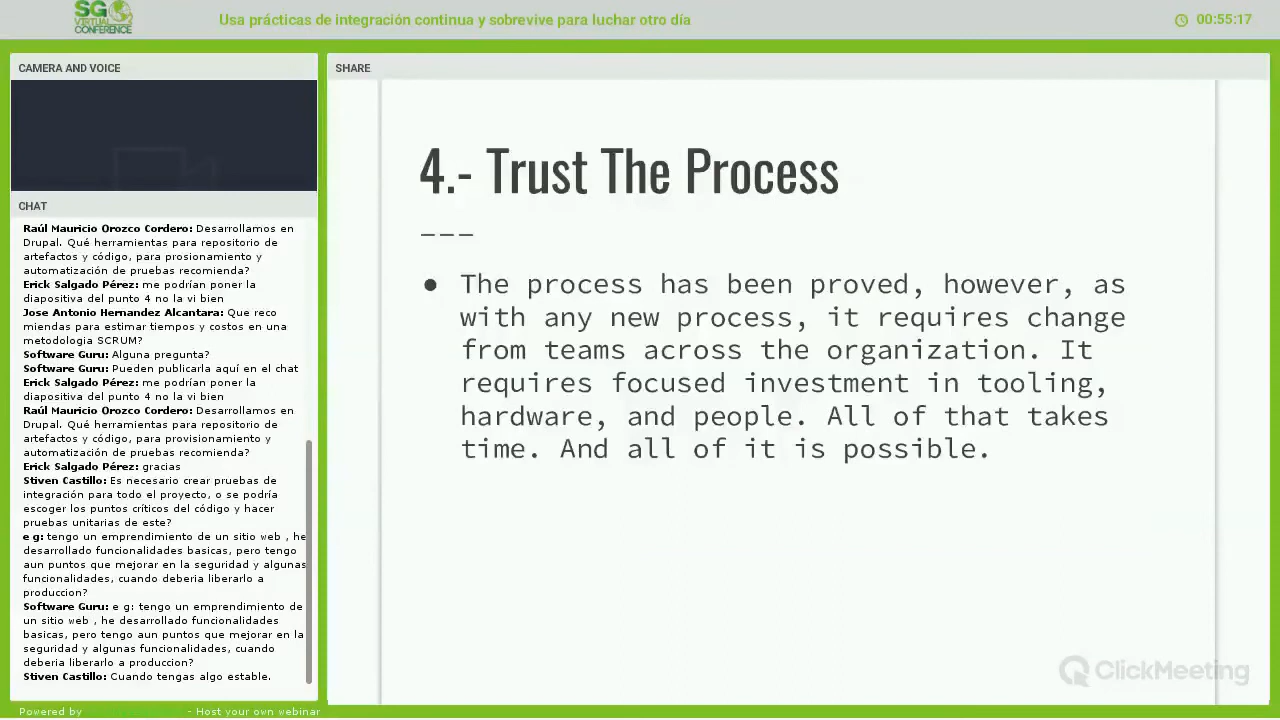 SG
VIRTUAL
CONFERENCE
Usa prácticas de integración continua y sobrevive para luchar otro día
00:55:17
CAMERA AND VOICE
SHARE
CHAT
Raúl Mauricio Orozco Cordero: Desarrollamos en
Drupal. Qué herramientas para repositorio de
artefactos y código, para prosionamiento y
automatización de pruebas recomienda?
Erick Salgado Pérez: me podríian poner la
diapositiva del punto 4 no la vi bien
Jose Antonio Hernandez Alcantara: Que reco
miendas para estimar tiempos y costos en una
metodologia SCRUM?
Software Guru: Alguna pregunta?
Software Guru: Pueden publicarla aquí en el chat
Erick Salgado Pérez: me podríian poner la
diapositiva del punto 4 no la vi bien
Raúl Mauricio Orozco Cordero: Desarrollamos en
Drupal. Qué herramientas para repositorio de
artefactos y código, para provisionamiento y
automatización de pruebas recomienda?
Erick Salgado Pérez: gracias
Stiven Castillo: Es necesario crear pruebas de
integración para todo el proyecto, o se podría
escoger los puntos críticos del código y hacer
pruebas unitarias de este?
e g: tengo un emprendimiento de un sitio web , he
desarrollado funcionalidades basicas, pero tengo
aun puntos que mejorar en la seguridad y algunas
funcionalidades, cuando deberia liberarlo a
produccion?
Software Guru: e g: tengo un emprendimiento de
un sitio web , he desarrollado funcionalidades
basicas, pero tengo aun puntos que mejorar en la
seguridad y algunas funcionalidades, cuando
deberia liberarlo a produccion?
Stiven Castillo: Cuando tengas algo estable.
4.- Trust The Process
---
● The process has been proved, however, as
with any new process, it requires change
from teams across the organization. It
requires focused investment in tooling,
hardware, and people. All of that takes
time. And all of it is possible.
ClickMeeting
Powered by - Host your own webinar